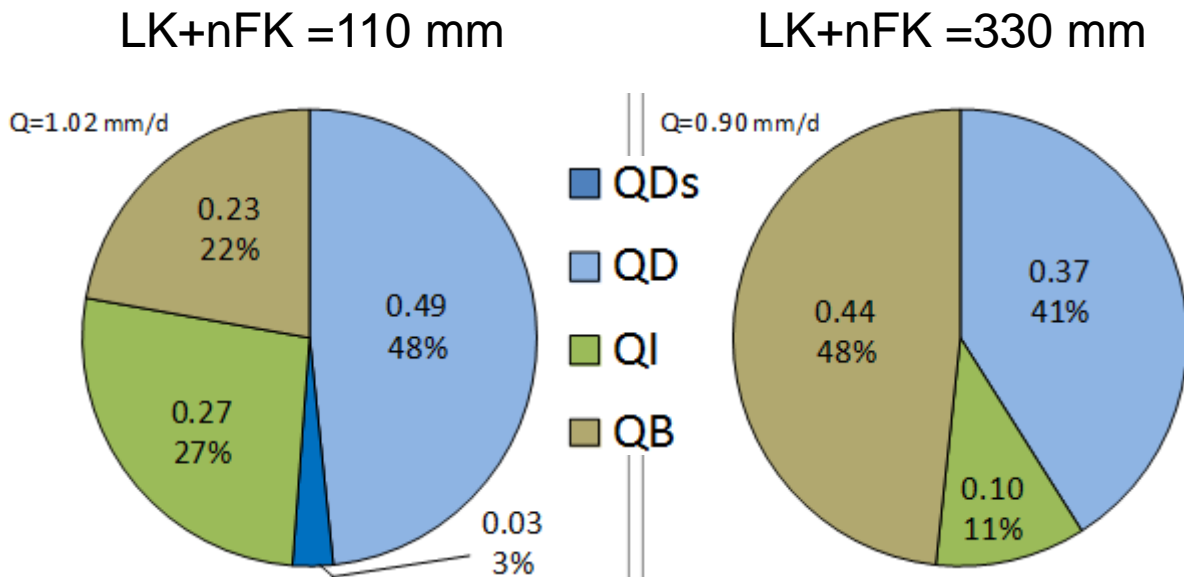 LK+nFK =110 mm
LK+nFK =330 mm
Q=1.02 mm/d
0.23
22%
0.49
48%
0.27
27%
0.03
3%
QDs
QD
QI
QB
Q=0.90 mm/d
0.44
48%
0.37
41%
0.10
11%